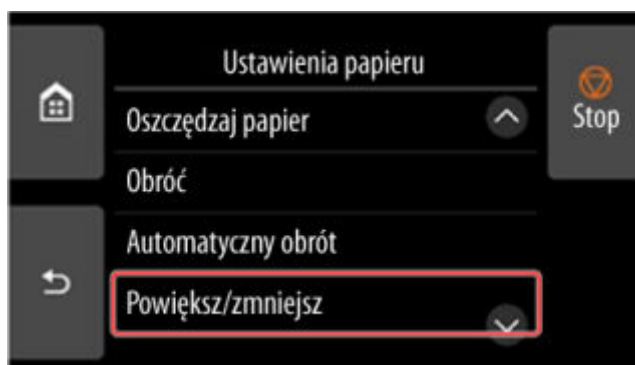 Ustawienia papieru
Oszczędzaj papier
Stop
Obróć
Automatyczny obrót
Powiększ/zmniejsz